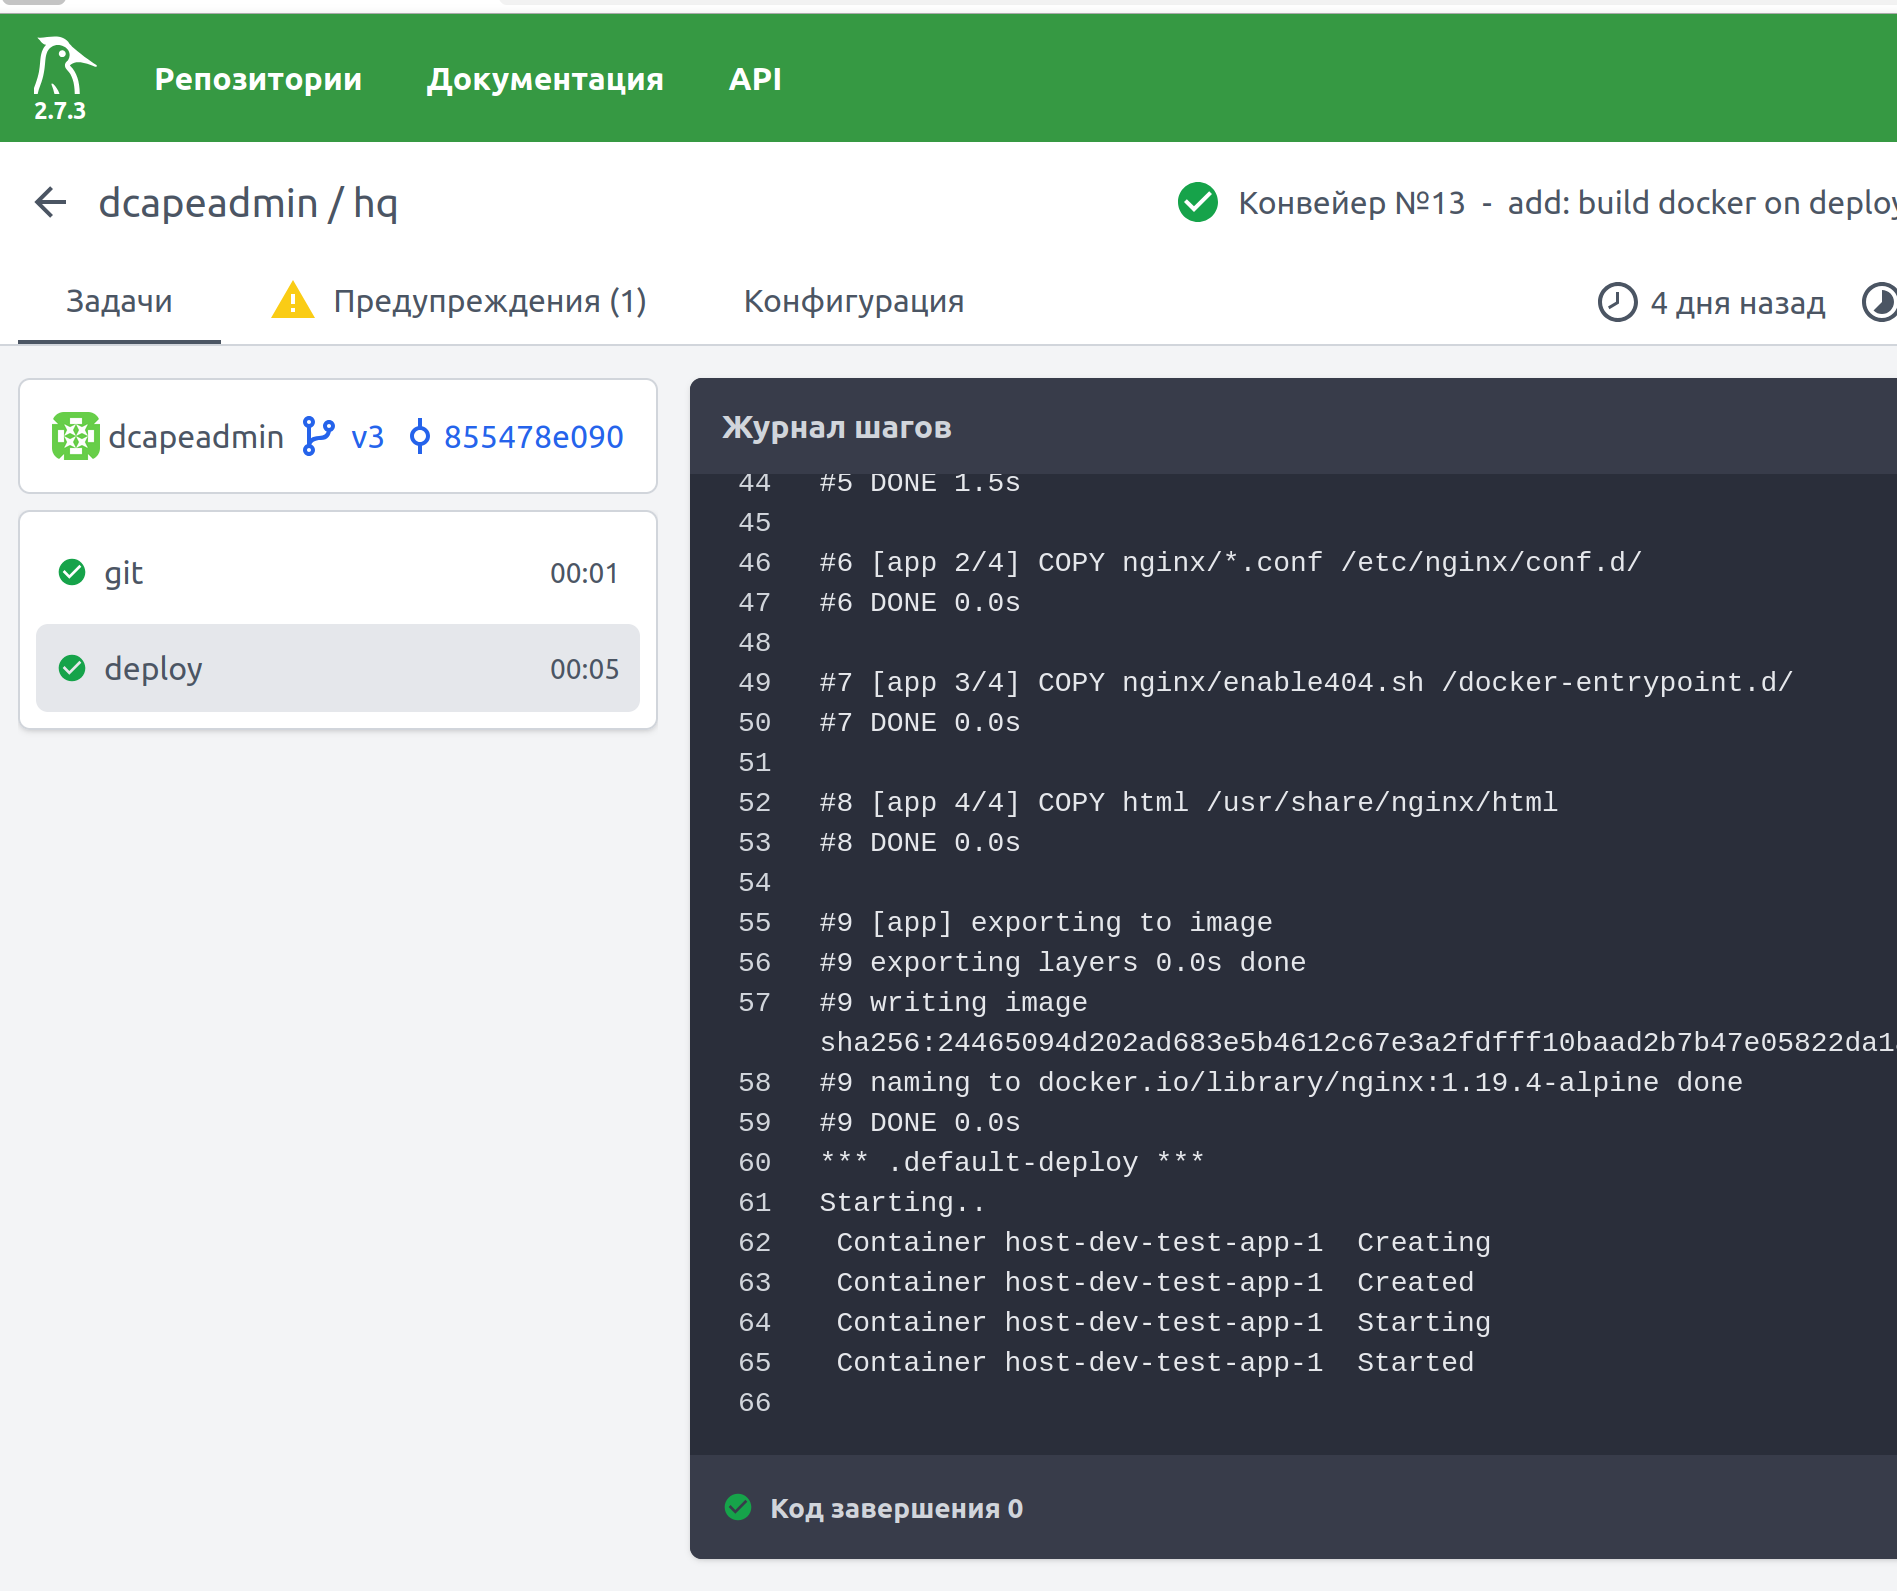 2.7.3
Репозитории Документация API
dcapeadmin / hq
Конвейер №13 - add: build docker on deploy
Задачи Предупреждения (1) Конфигурация 4 дня назад
dcapeadmin v3 855478e090
git 00:01
deploy 00:05
Журнал шагов
44 #5 DONE 1.5s
45
46 #6 [app 2/4] COPY nginx/*.conf /etc/nginx/conf.d/
47 #6 DONE 0.0s
48
49 #7 [app 3/4] COPY nginx/enable404.sh /docker-entrypoint.d/
50 #7 DONE 0.0s
51
52 #8 [app 4/4] COPY html /usr/share/nginx/html
53 #8 DONE 0.0s
54
55 #9 [app] exporting to image
56 #9 exporting layers 0.0s done
57 #9 writing image
sha256:24465094d202ad683e5b4612c67e3a2fdfff10baad2b7b47e05822da1
58 #9 naming to docker.io/library/nginx:1.19.4-alpine done
59 #9 DONE 0.0s
60 *** .default-deploy ***
61 Starting..
62 Container host-dev-test-app-1 Creating
63 Container host-dev-test-app-1 Created
64 Container host-dev-test-app-1 Starting
65 Container host-dev-test-app-1 Started
66
Код завершения 0